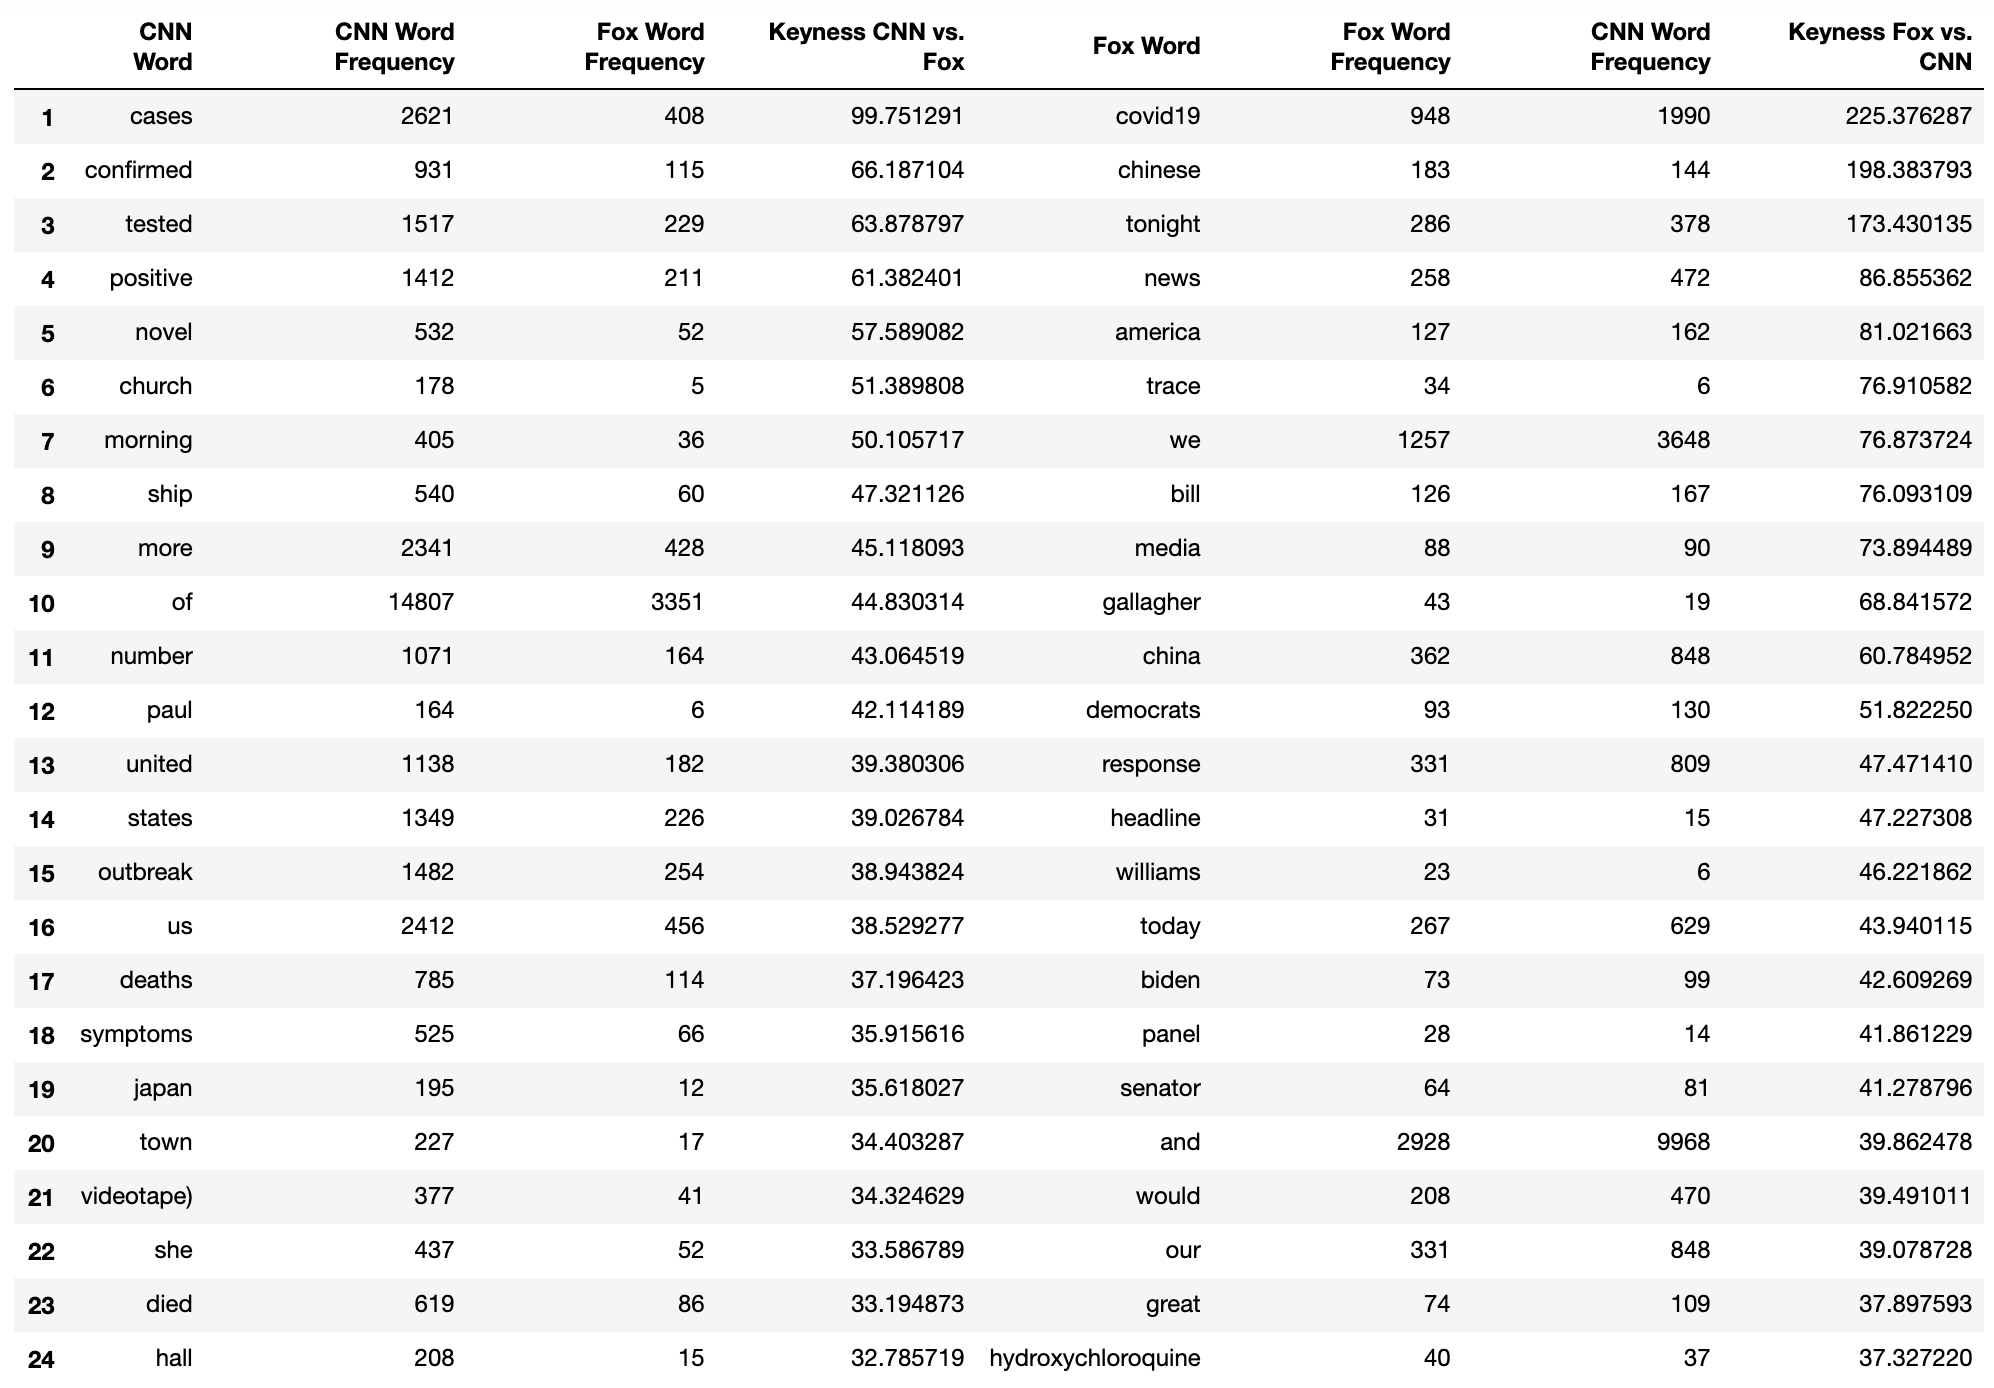 CNN Word CNN Word Frequency Fox Word Frequency Keyness CNN vs. Fox Fox Word Fox Word Frequency CNN Word Frequency Keyness Fox vs. CNN
1 cases 2621 408 99.751291 covid19 948 1990 225.376287
2 confirmed 931 115 66.187104 chinese 183 144 198.383793
3 tested 1517 229 63.878797 tonight 286 378 173.430135
4 positive 1412 211 61.382401 news 258 472 86.855362
5 novel 532 52 57.589082 america 127 162 81.021663
6 church 178 5 51.389808 trace 34 6 76.910582
7 morning 405 36 50.105717 we 1257 3648 76.873724
8 ship 540 60 47.321126 bill 126 167 76.093109
9 more 2341 428 45.118093 media 88 90 73.894489
10 of 14807 3351 44.830314 gallagher 43 19 68.841572
11 number 1071 164 43.064519 china 362 848 60.784952
12 paul 164 6 42.114189 democrats 93 130 51.822250
13 united 1138 182 39.380306 response 331 809 47.471410
14 states 1349 226 39.026784 headline 31 15 47.227308
15 outbreak 1482 254 38.943824 williams 23 6 46.221862
16 us 2412 456 38.529277 today 267 629 43.940115
17 deaths 785 114 37.196423 biden 73 99 42.609269
18 symptoms 525 66 35.915616 panel 28 14 41.861229
19 japan 195 12 35.618027 senator 64 81 41.278796
20 town 227 17 34.403287 and 2928 9968 39.862478
21 videotape) 377 41 34.324629 would 208 470 39.491011
22 she 437 52 33.586789 our 331 848 39.078728
23 died 619 86 33.194873 great 74 109 37.897593
24 hall 208 15 32.785719 hydroxychloroquine 40 37 37.327220